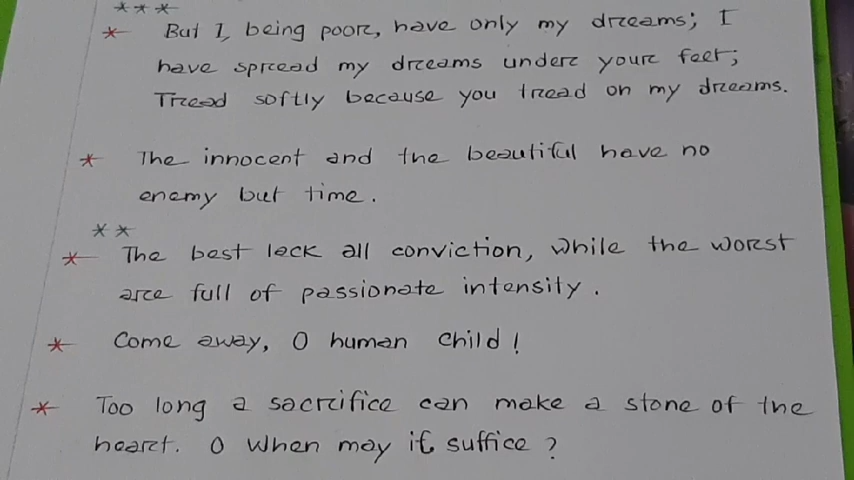 ***
* But I, being poor, have only my dreams; I
have spread my dreams under your feet;
Tread softly because you tread on my dreams.
* The innocent and the beautiful have no
enemy but time.
**
* The best lack all conviction, while the worst
are full of passionate intensity.
* Come away, O human child!
* Too long a sacrifice can make a stone of the
heart. O when may it suffice?